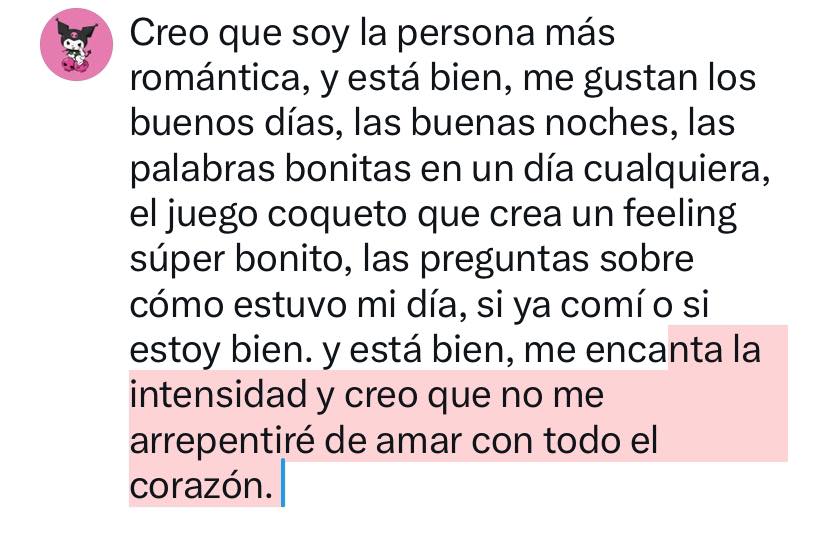 Creo que soy la persona más
romántica, y está bien, me gustan los
buenos días, las buenas noches, las
palabras bonitas en un día cualquiera,
el juego coqueto que crea un feeling
súper bonito, las preguntas sobre
cómo estuvo mi día, si ya comí o si
estoy bien. y está bien, me encanta la
intensidad y creo que no me
arrepentiré de amar con todo el
corazón.